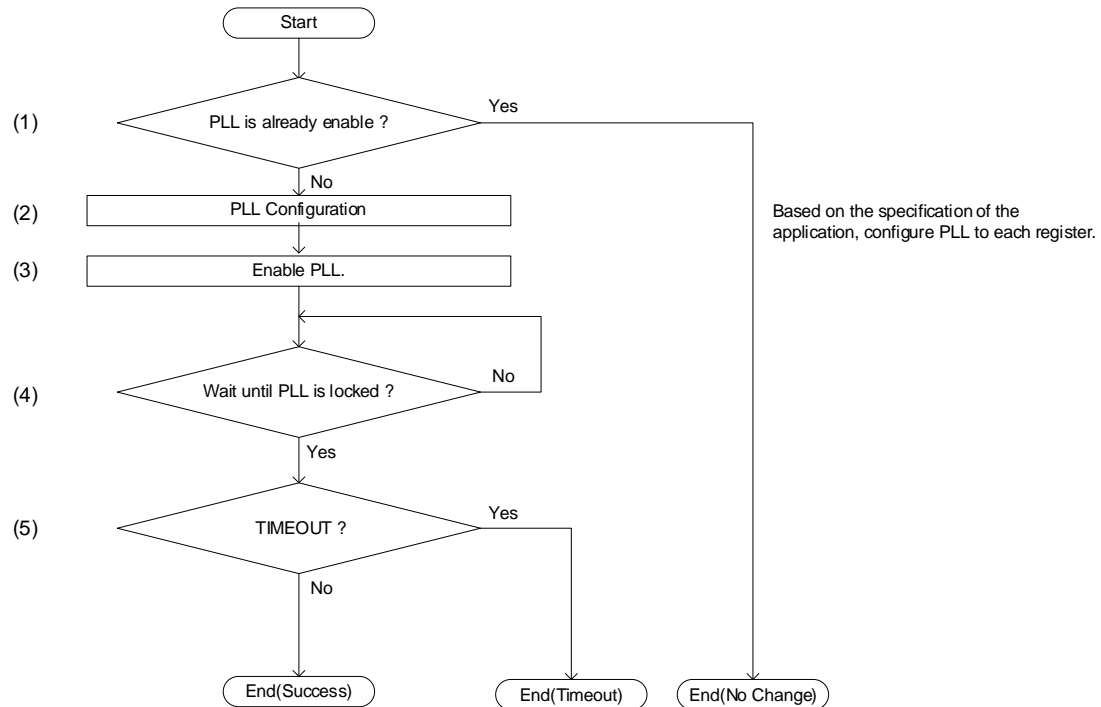 Start
(1)
PLL is already enable ?
Yes
No
(2)
PLL Configuration
Based on the specification of the
application, configure PLL to each register.
(3)
Enable PLL.
(4)
Wait until PLL is locked ?
No
Yes
(5)
TIMEOUT ?
Yes
No
End(Success)
End(Timeout)
End(No Change)